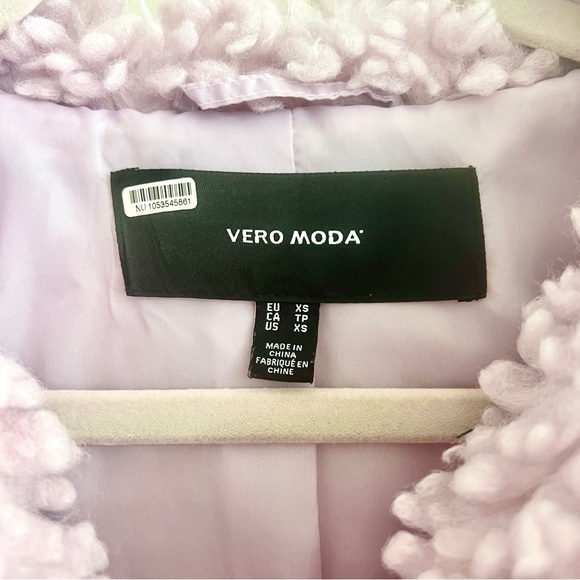 NU 1053545861
VERO MODA
EU XS
CA TP
US XS
MADE IN
CHINA
FABRIQUÉ EN
CHINE